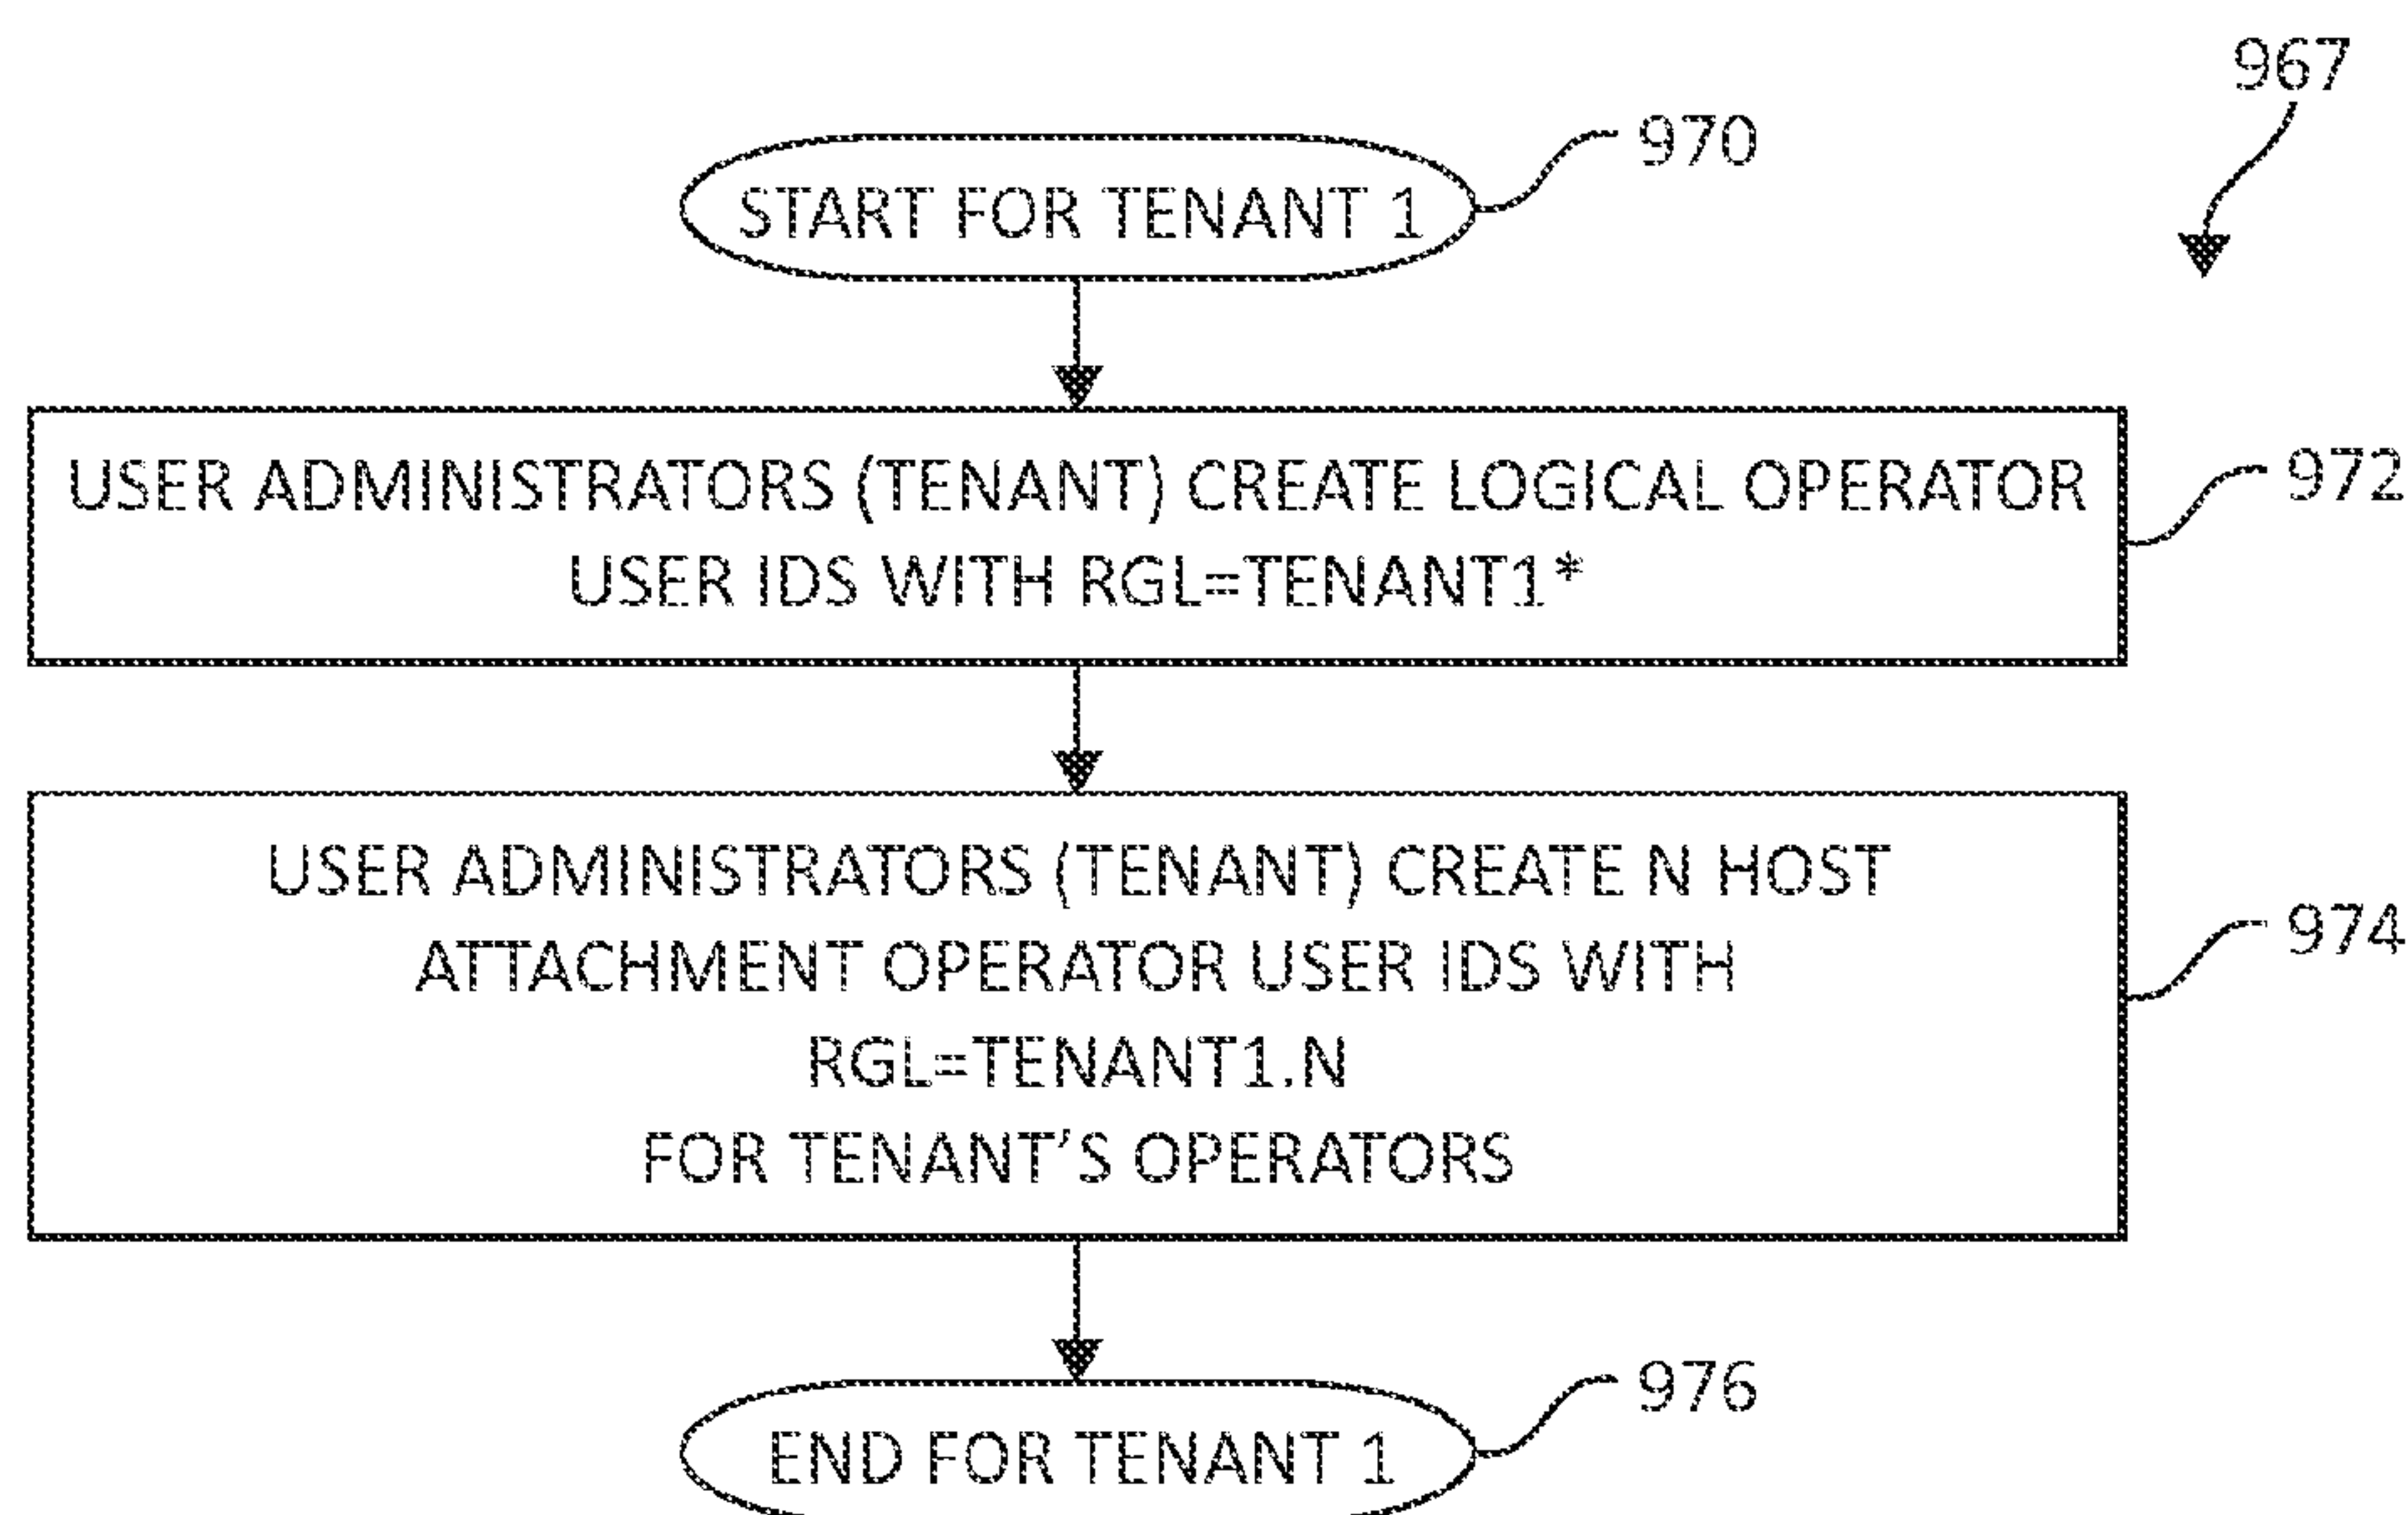 967
970
START FOR TENANT 1
USER ADMINISTRATORS (TENANT) CREATE LOGICAL OPERATOR
USER IDS WITH RGL=TENANT1*
972
USER ADMINISTRATORS (TENANT) CREATE N HOST
ATTACHMENT OPERATOR USER IDS WITH
RGL=TENANT1.N
FOR TENANT'S OPERATORS
974
976
END FOR TENANT 1